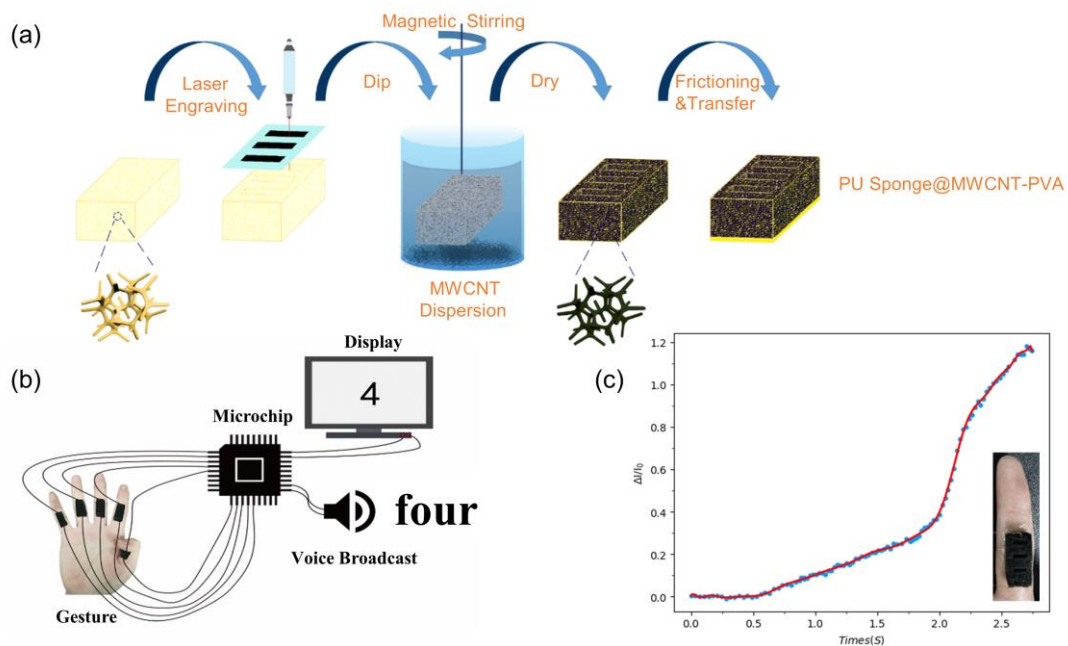 (a)
Magnetic Stirring
Laser
Engraving
Dip
Dry
Frictioning
&Transfer
PU Sponge@MWCNT-PVA
MWCNT
Dispersion
(b)
Display
4
Microchip
four
Voice Broadcast
Gesture
(c)
1.2
1.0
0.8
0.6
0.4
0.2
0.0
ΔI/I₀
0.0 0.5 1.0 1.5 2.0 2.5
Times(S)